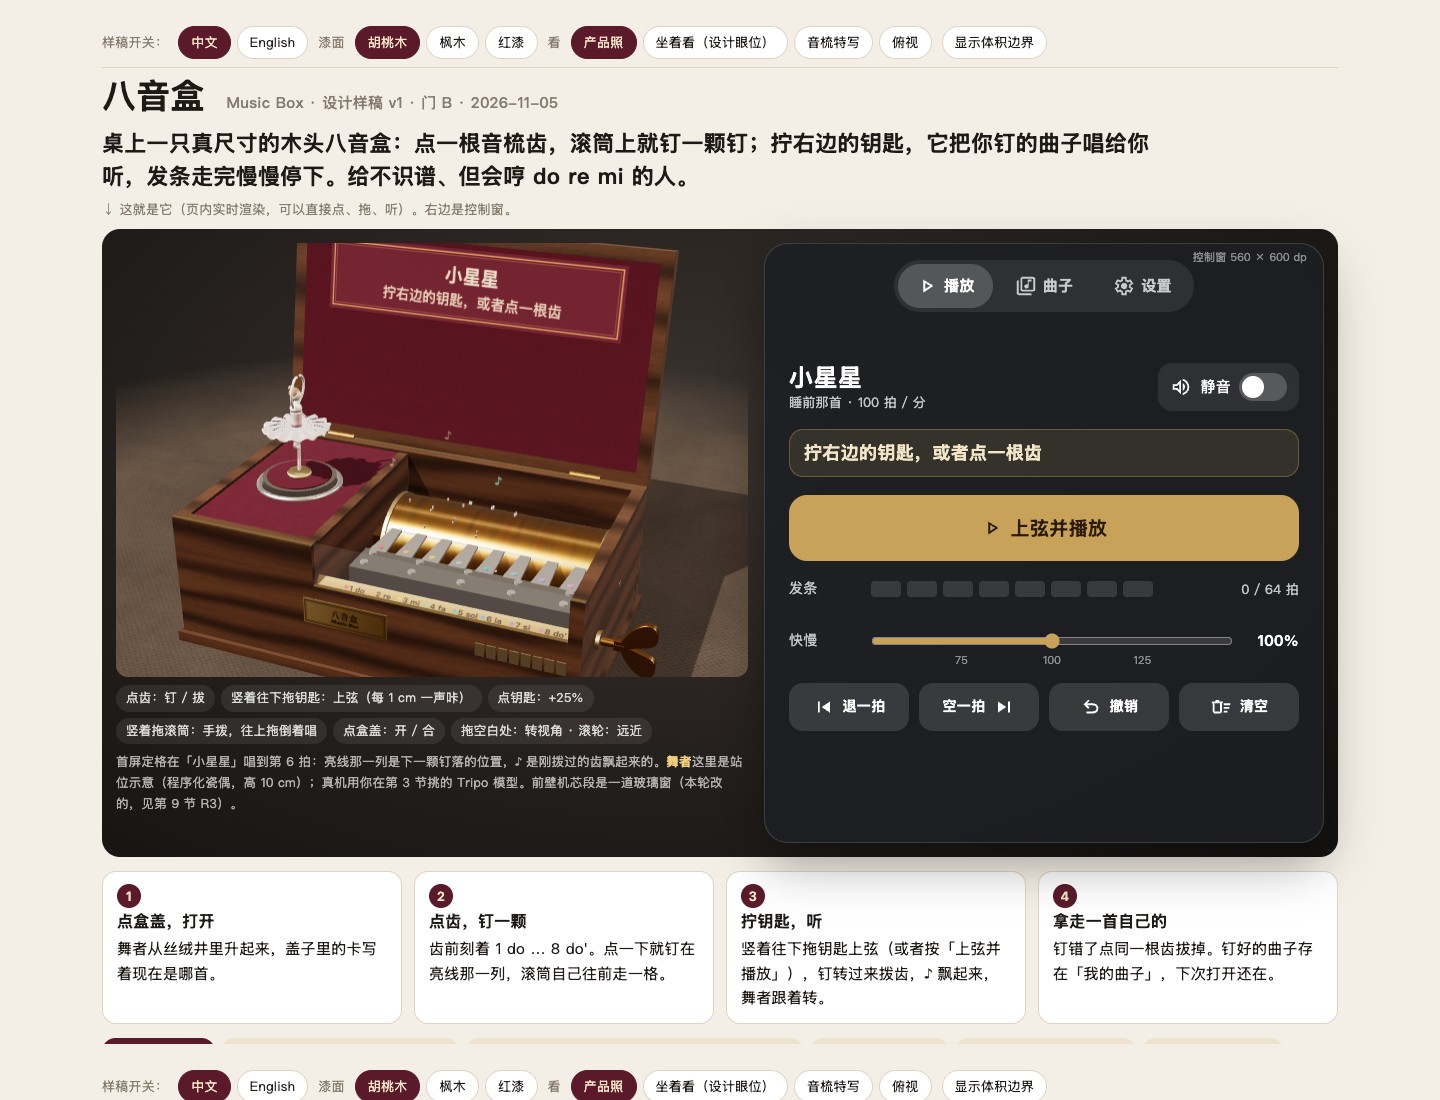 样稿开关： 中文 English 漆面 胡桃木 枫木 红漆 看 产品照 坐着看（设计眼位） 音梳特写 俯视 显示体积边界
八音盒 Music Box · 设计样稿 v1 · 门 B · 2026-11-05
桌上一只真尺寸的木头八音盒：点一根音梳齿，滚筒上就钉一颗钉；拧右边的钥匙，它把你钉的曲子唱给你
听，发条走完慢慢停下。给不识谱、但会哼 do re mi 的人。
↓ 这就是它（页内实时渲染，可以直接点、拖、听）。右边是控制窗。
小星星
拧右边的钥匙，或者点一根齿
1 do 2 re 3 mi 4 fa 5 sol 6 la 7 si 8 do'
八音盒
Music Box
点齿：钉 / 拔 竖着往下拖钥匙：上弦（每 1 cm 一声咔） 点钥匙：+25%
竖着拖滚筒：手拨，往上拖倒着唱 点盒盖：开 / 合 拖空白处：转视角 · 滚轮：远近
首屏定格在「小星星」唱到第 6 拍：亮线那一列是下一颗钉落的位置，♪ 是刚拨过的齿飘起来的。舞者这里是站
位示意（程序化瓷偶，高 10 cm）；真机用你在第 3 节挑的 Tripo 模型。前壁机芯段是一道玻璃窗（本轮改
的，见第 9 节 R3）。
控制窗 560 × 600 dp
播放 曲子 设置
小星星
睡前那首 · 100 拍 / 分
静音
拧右边的钥匙，或者点一根齿
上弦并播放
发条 0 / 64 拍
快慢 100%
75 100 125
退一拍 空一拍 撤销 清空
1
点盒盖，打开
舞者从丝绒井里升起来，盖子里的卡写
着现在是哪首。
2
点齿，钉一颗
齿前刻着 1 do … 8 do'。点一下就钉在
亮线那一列，滚筒自己往前走一格。
3
拧钥匙，听
竖着往下拖钥匙上弦（或者按「上弦并
播放」），钉转过来拨齿，♪ 飘起来，
舞者跟着转。
4
拿走一首自己的
钉错了点同一根齿拔掉。钉好的曲子存
在「我的曲子」，下次打开还在。
样稿开关： 中文 English 漆面 胡桃木 枫木 红漆 看 产品照 坐着看（设计眼位） 音梳特写 俯视 显示体积边界